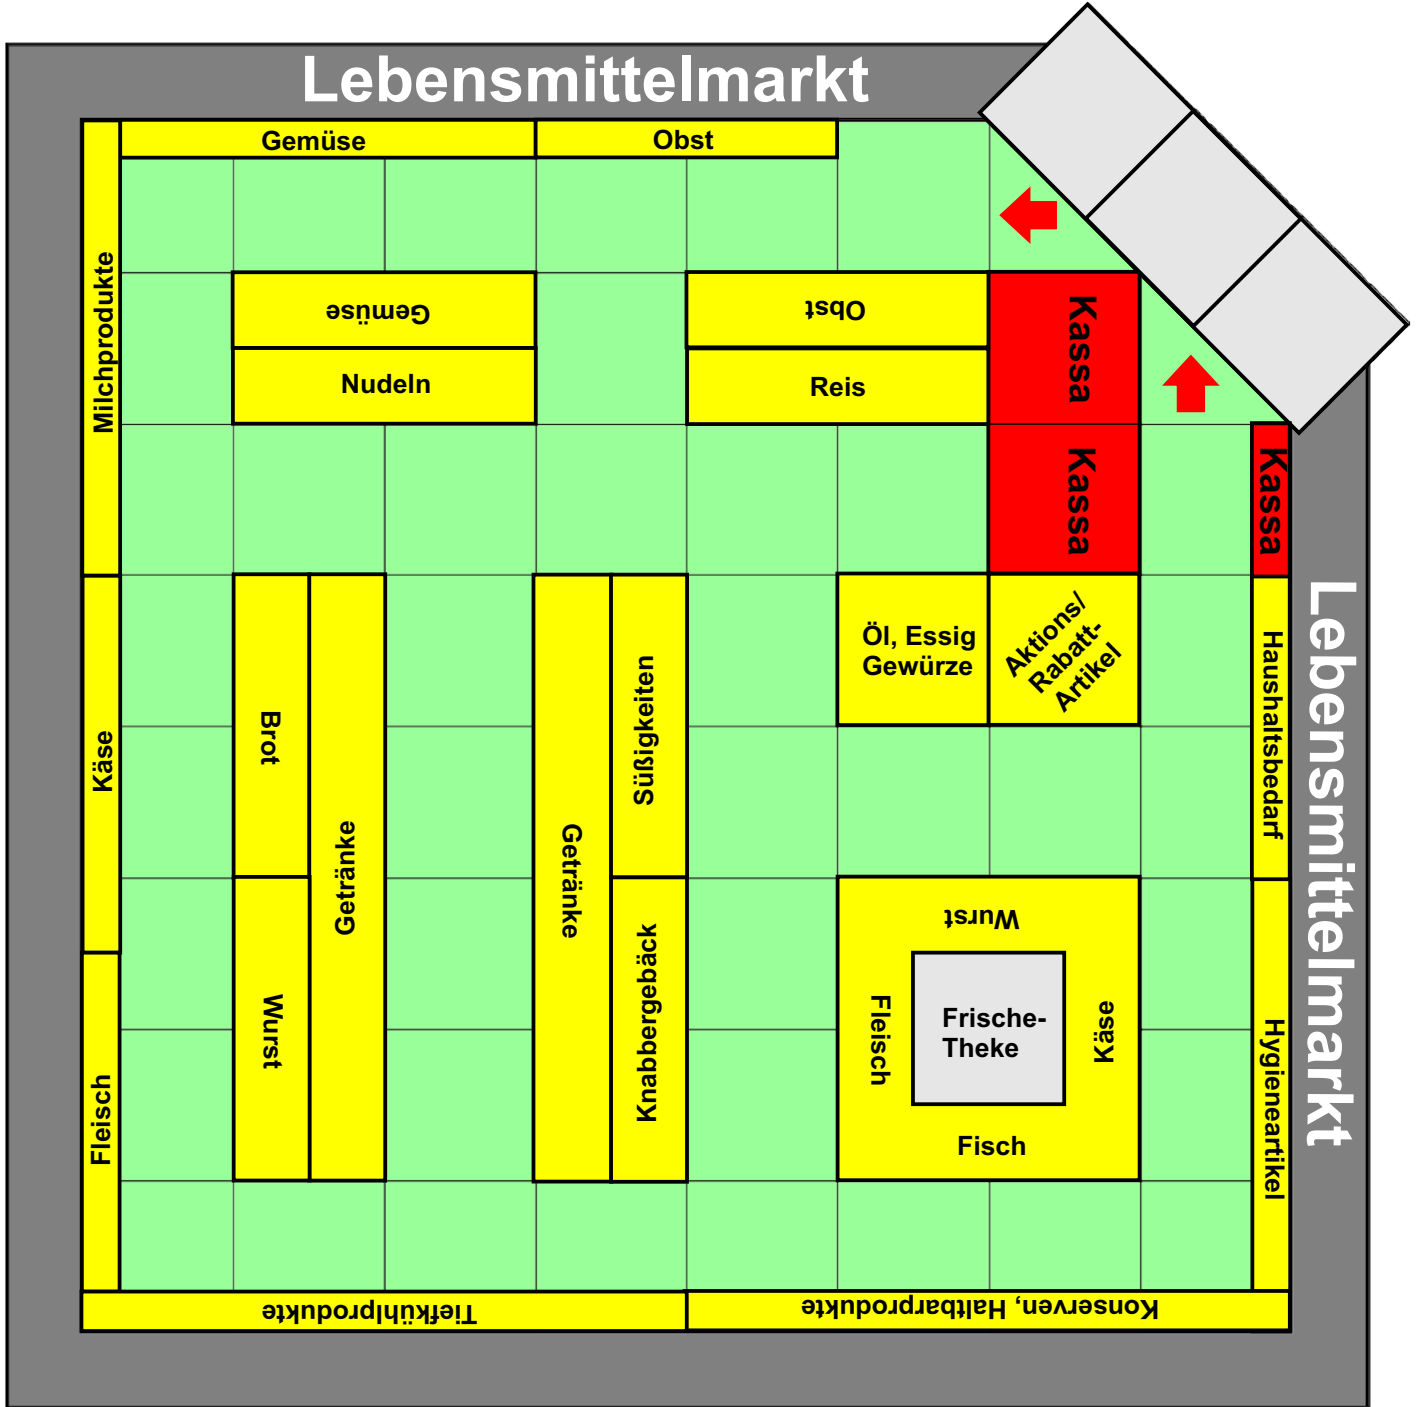 Lebensmittelmarkt
Gemüse
Obst
Milchprodukte
Gemüse
Nudeln
Obst
Reis
Kassa
Kassa
Kassa
Käse
Brot
Getränke
Getränke
Süßigkeiten
Öl, Essig
Gewürze
Aktions/
Rabatt-
Artikel
Haushaltsbedarf
Lebensmittelmarkt
Fleisch
Wurst
Knabbergebäck
Wurst
Fleisch
Frische-
Theke
Käse
Fisch
Hygieneartikel
Tiefkühlprodukte
Konserven, Haltbarprodukte